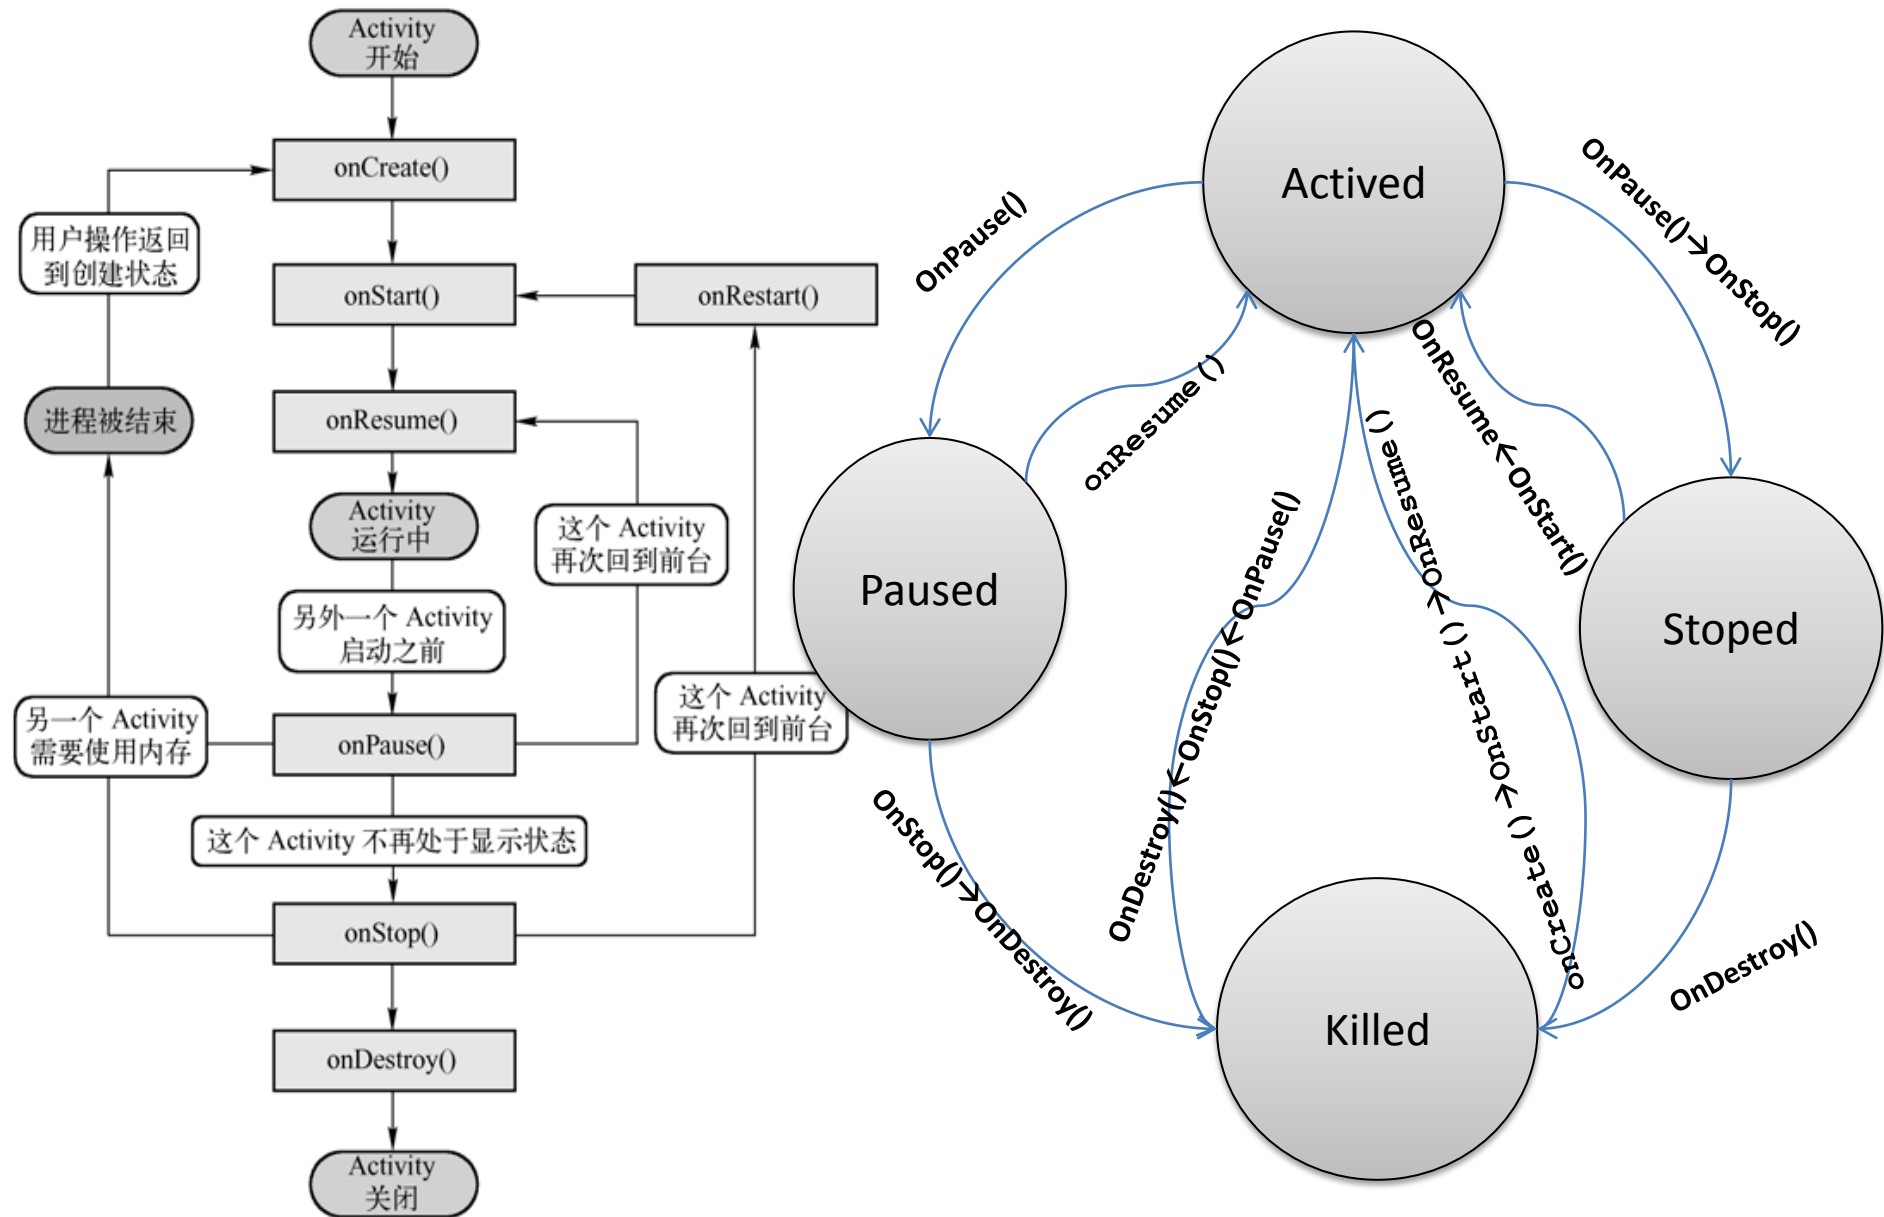 Activity
开始
onCreate()
用户操作返回
到创建状态
onStart()
onRestart()
进程被结束
onResume()
Activity
运行中
这个 Activity
再次回到前台
另外一个 Activity
启动之前
另一个 Activity
需要使用内存
onPause()
这个 Activity
再次回到前台
这个 Activity 不再处于显示状态
onStop()
onDestroy()
Activity
关闭
Actived
OnPause()
OnPause()→OnStop()
onResume()
OnResume←OnStart()
Paused
Stoped
OnDestroy()←OnStop()←OnPause()
onCreate()→OnStart()→OnResume()
OnStop()→OnDestroy()
OnDestroy()
Killed